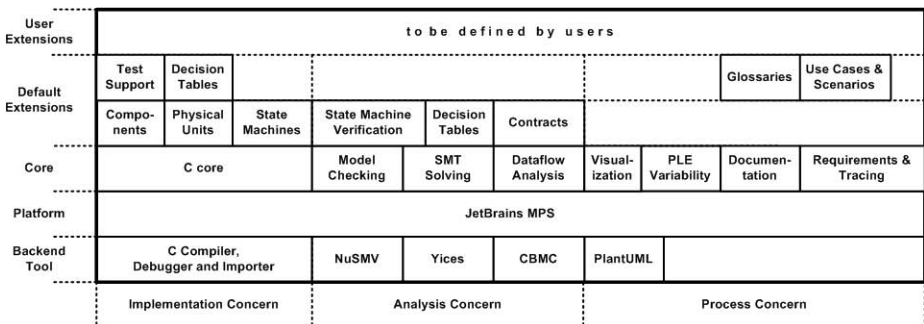 User
Extensions
to be defined by users
Default
Extensions
Test
Support
Decision
Tables
Glossaries
Use Cases &
Scenarios
Compo-
nents
Physical
Units
State
Machines
State Machine
Verification
Decision
Tables
Contracts
Core
C core
Model
Checking
SMT
Solving
Dataflow
Analysis
Visual-
ization
PLE
Variability
Documen-
tation
Requirements &
Tracing
Platform
JetBrains MPS
Backend
Tool
C Compiler,
Debugger and Importer
NuSMV
Yices
CBMC
PlantUML
Implementation Concern
Analysis Concern
Process Concern